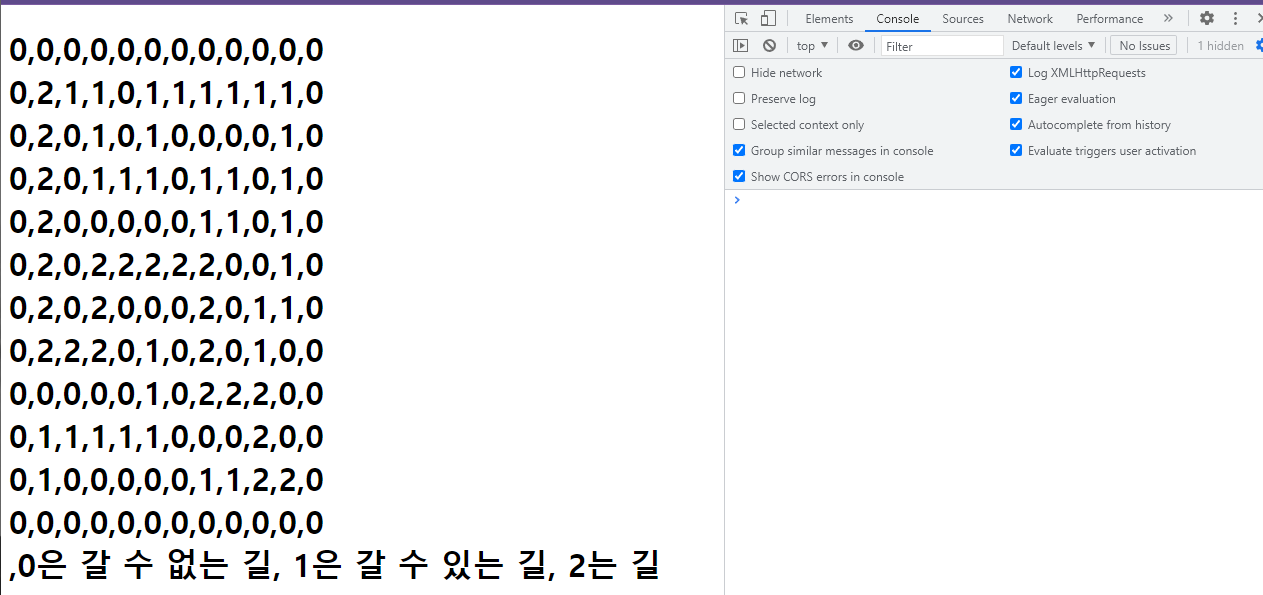 0,0,0,0,0,0,0,0,0,0,0,0
0,2,1,1,0,1,1,1,1,1,1,0
0,2,0,1,0,1,0,0,0,0,1,0
0,2,0,1,1,1,0,1,1,0,1,0
0,2,0,0,0,0,0,1,1,0,1,0
0,2,0,2,2,2,2,2,0,0,1,0
0,2,0,2,0,0,0,2,0,1,1,0
0,2,2,2,0,1,0,2,0,1,0,0
0,0,0,0,0,1,0,2,2,2,0,0
0,1,1,1,1,1,0,0,0,2,0,0
0,1,0,0,0,0,0,1,1,2,2,0
0,0,0,0,0,0,0,0,0,0,0,0
,0은 갈 수 없는 길, 1은 갈 수 있는 길, 2는 길
Elements Console Sources Network Performance »
top ▼ Filter Default levels ▼ No Issues 1 hidden
Hide network Log XMLHttpRequests
Preserve log Eager evaluation
Selected context only Autocomplete from history
Group similar messages in console Evaluate triggers user activation
Show CORS errors in console